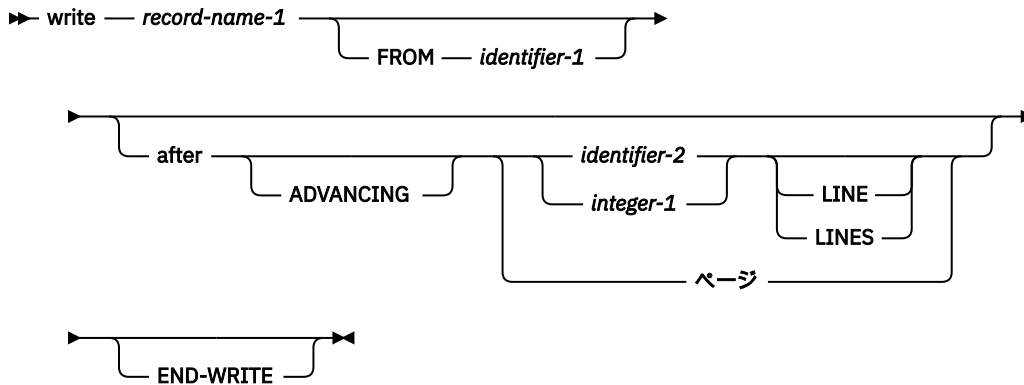 write record-name-1
FROM identifier-1
after identifier-2
ADVANCING integer-1 LINE
LINES
ページ
END-WRITE